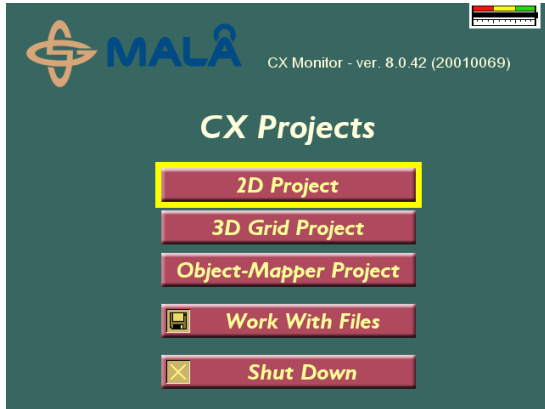 MALÅ
CX Monitor - ver. 8.0.42 (20010069)
CX Projects
2D Project
3D Grid Project
Object-Mapper Project
Work With Files
Shut Down